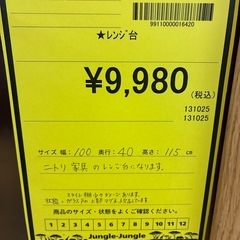 99110000016420
★レンジ台
¥9,980
(税込)
131025
131025
サイズ 幅: 100 奥行: 40 高さ: 115cm
ニトリ家具のレンジ台になります。
商品のサイズ・状態をよくご確認ください。
1 2 3 4 5 6 7 8 9 10 11 12
Jungle-Jungle